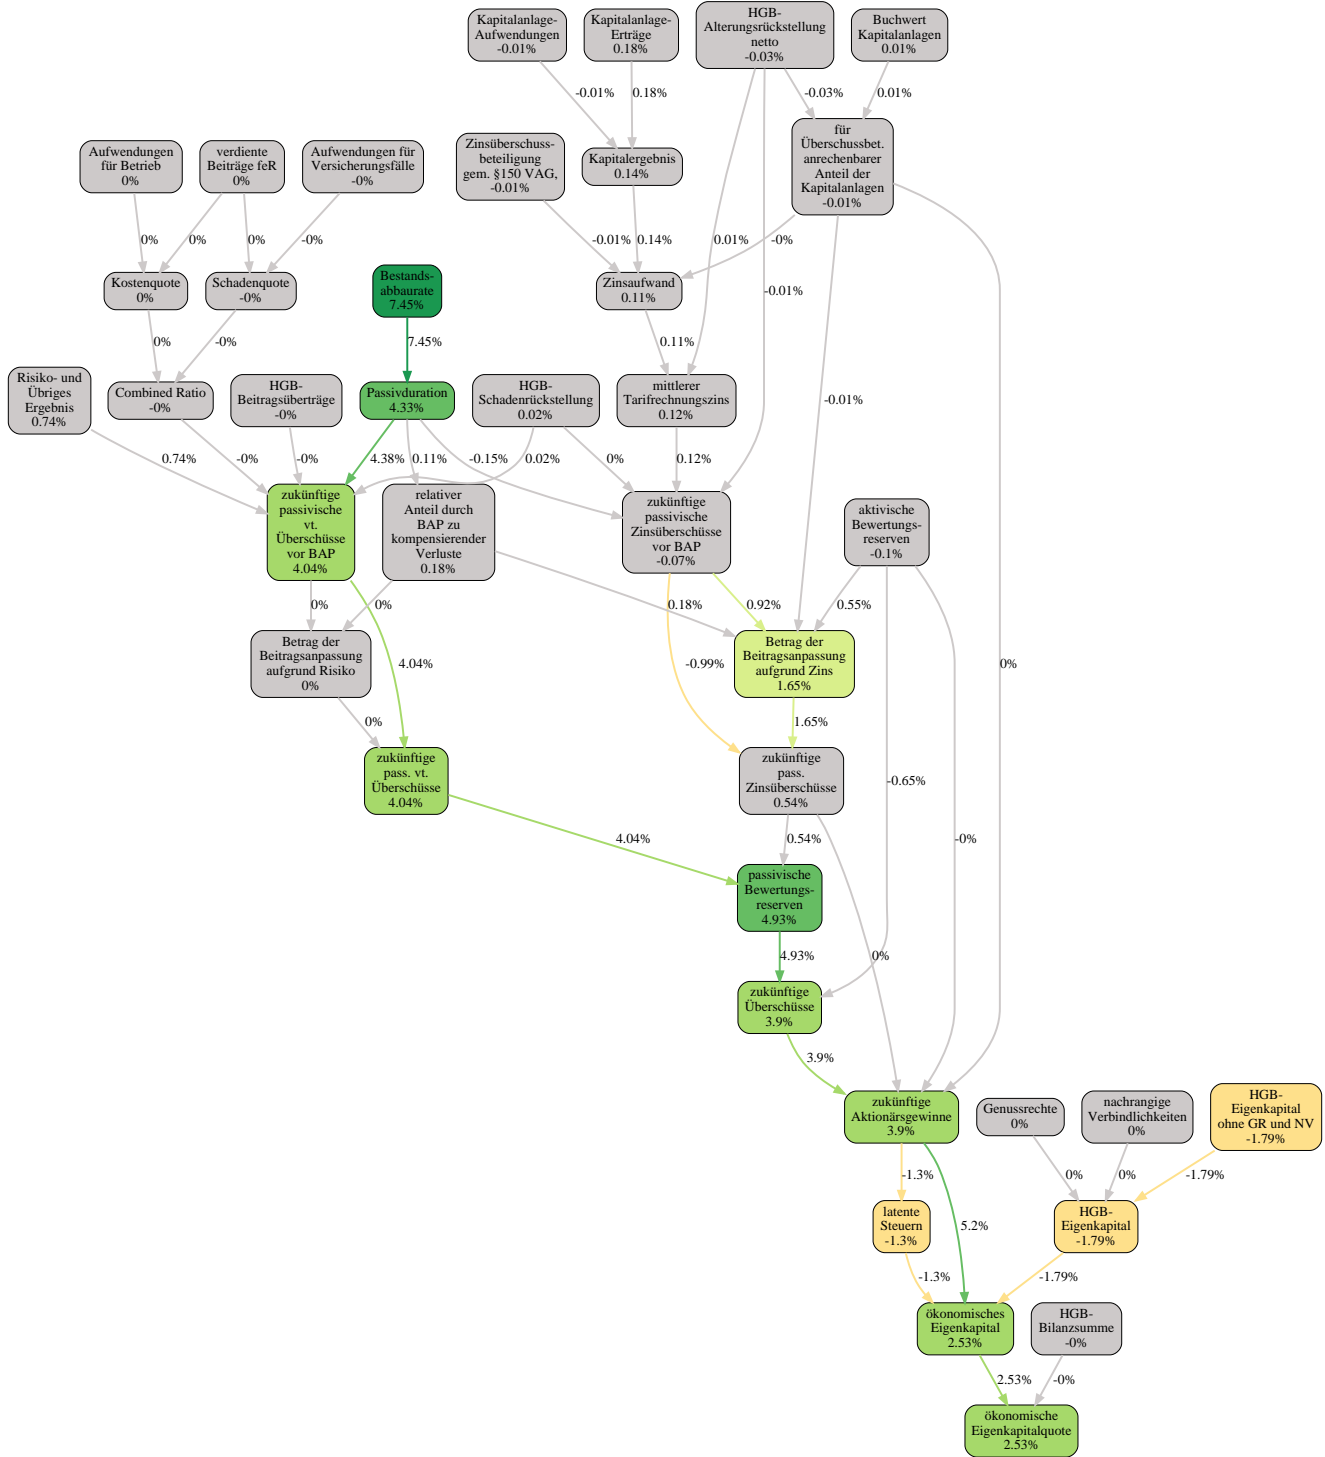 Kapitalanlage-
Aufwendungen
-0.01%
Kapitalanlage-
Erträge
0.18%
HGB-
Alterungsrückstellung
netto
-0.03%
Buchwert
Kapitalanlagen
0.01%
-0.01%
0.18%
-0.03%
0.01%
Aufwendungen
für Betrieb
0%
verdiente
Beiträge feR
0%
Aufwendungen für
Versicherungsfälle
-0%
Zinsüberschuss-
beteiligung
gem. §150 VAG,
-0.01%
Kapitalergebnis
0.14%
für
Überschussbet.
anrechenbarer
Anteil der
Kapitalanlagen
-0.01%
0%
0%
0%
-0%
-0.01%
0.14%
0.01%
-0%
Kostenquote
0%
Schadenquote
-0%
Bestands-
abbaurate
7.45%
Zinsaufwand
0.11%
-0.01%
0%
-0%
7.45%
0.11%
Risiko- und
Übriges
Ergebnis
0.74%
Combined Ratio
-0%
HGB-
Beitragsüberträge
-0%
Passivduration
4.33%
HGB-
Schadenrückstellung
0.02%
mittlerer
Tarifrechnungszins
0.12%
-0.01%
0.74%
-0%
-0%
4.38%
0.11%
-0.15%
0.02%
0%
0.12%
zukünftige
passivische
vt.
Überschüsse
vor BAP
4.04%
relativer
Anteil durch
BAP zu
kompensierender
Verluste
0.18%
zukünftige
passivische
Zinsüberschüsse
vor BAP
-0.07%
aktivische
Bewertungs-
reserven
-0.1%
0%
0%
0.18%
0.92%
0.55%
Betrag der
Beitragsanpassung
aufgrund Risiko
0%
4.04%
-0.99%
Betrag der
Beitragsanpassung
aufgrund Zins
1.65%
0%
0%
1.65%
zukünftige
pass. vt.
Überschüsse
4.04%
zukünftige
pass.
Zinsüberschüsse
0.54%
-0.65%
4.04%
0.54%
-0%
passivische
Bewertungs-
reserven
4.93%
4.93%
0%
zukünftige
Überschüsse
3.9%
3.9%
zukünftige
Aktionärsgewinne
3.9%
Genussrechte
0%
nachrangige
Verbindlichkeiten
0%
HGB-
Eigenkapital
ohne GR und NV
-1.79%
-1.3%
0%
0%
-1.79%
latente
Steuern
-1.3%
5.2%
HGB-
Eigenkapital
-1.79%
-1.3%
-1.79%
ökonomisches
Eigenkapital
2.53%
HGB-
Bilanzsumme
-0%
2.53%
-0%
ökonomische
Eigenkapitalquote
2.53%